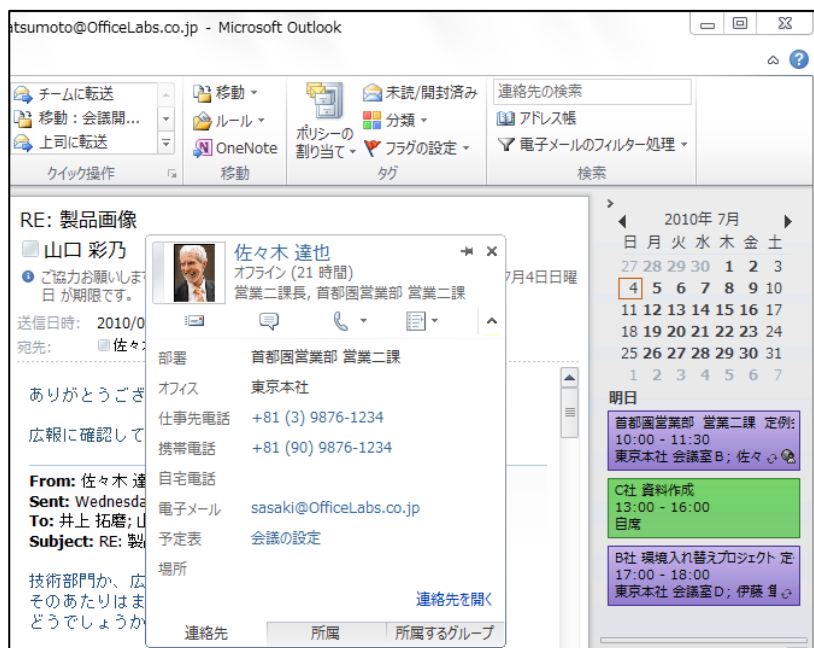 atsumoto@OfficeLabs.co.jp - Microsoft Outlook
チームに転送
移動：会議開...
上司に転送
クイック操作
移動
ルール
OneNote
移動
ポリシーの
割り当て
未読/開封済み
分類
フラグの設定
タグ
連絡先の検索
アドレス帳
電子メールのフィルター処理
検索
RE: 製品画像
山口 彩乃
ご協力お願いしま
日 が期限です。
7月4日日曜
送信日時: 2010/0
宛先: 佐々
ありがとうござ
広報に確認して
From: 佐々木 達
Sent: Wednesda
To: 井上 拓磨; 山
Subject: RE: 製
技術部門か、広
そのあたりはま
どうでしょうか
佐々木 達也
オフライン (21 時間)
営業二課長, 首都圏営業部 営業二課
部署 首都圏営業部 営業二課
オフィス 東京本社
仕事先電話 +81 (3) 9876-1234
携帯電話 +81 (90) 9876-1234
自宅電話
電子メール sasaki@OfficeLabs.co.jp
予定表 会議の設定
場所
連絡先を開く
連絡先 所属 所属するグループ
2010年 7月
日 月 火 水 木 金 土
27 28 29 30 1 2 3
4 5 6 7 8 9 10
11 12 13 14 15 16 17
18 19 20 21 22 23 24
25 26 27 28 29 30 31
1 2 3 4 5 6 7
明日
首都圏営業部 営業二課 定例
10:00 - 11:30
東京本社 会議室B; 佐々
C社 資料作成
13:00 - 16:00
自席
B社 環境入れ替えプロジェクト 定
17:00 - 18:00
東京本社 会議室D; 伊藤